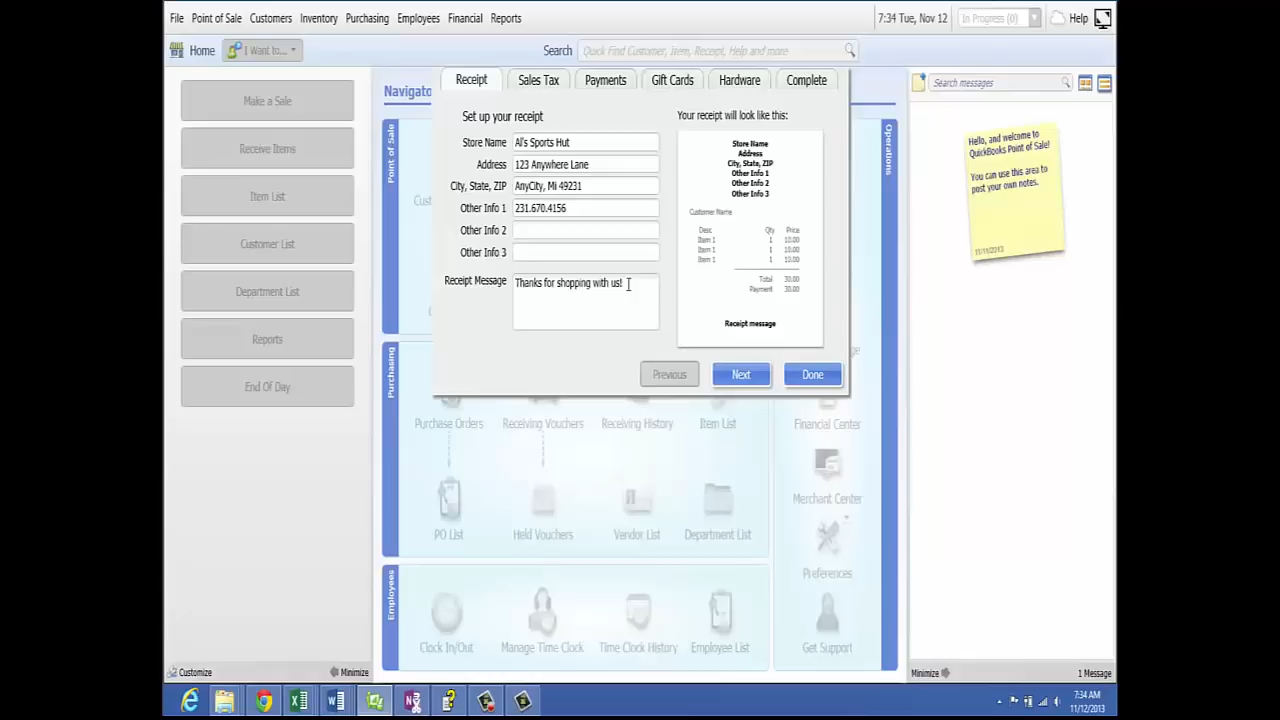 File Point of Sale Customers Inventory Purchasing Employees Financial Reports 7:34 Tue, Nov 12 In Progress (0) Help
Home I Want to... Search Quick Find Customer, Item, Receipt, Help and more
Make a Sale
Receive Items
Item List
Customer List
Department List
Reports
End Of Day
Customize Minimize
Navigato
Point of Sale
Cust
Purchasing
Employees
Operations
Receipt Sales Tax Payments Gift Cards Hardware Complete
Set up your receipt
Store Name Al's Sports Hut
Address 123 Anywhere Lane
City, State, ZIP AnyCity, Mi 49231
Other Info 1 231.670.4156
Other Info 2
Other Info 3
Receipt Message Thanks for shopping with us!
Your receipt will look like this:
Store Name
Address
City, State, ZIP
Other Info 1
Other Info 2
Other Info 3
Customer Name
Desc Qty Price
Item 1 1 10.00
Item 1 1 10.00
Item 1 1 10.00
Total 30.00
Payment 30.00
Receipt message
Previous Next Done
Purchase Orders Receiving Vouchers Receiving History Item List
PO List Held Vouchers Vendor List Department List
Clock In/Out Manage Time Clock Time Clock History Employee List
Financial Center
Merchant Center
Preferences
Get Support
Search messages
Hello, and welcome to
QuickBooks Point of Sale!
You can use this area to
post your own notes.
11/11/2013
Minimize 1 Message
7:34 AM
11/12/2013